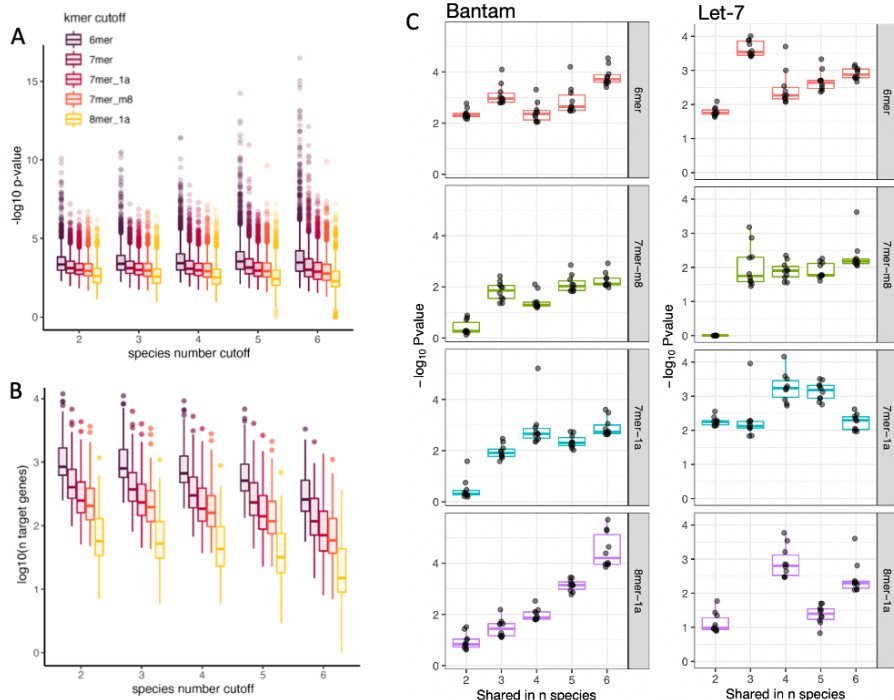 A
kmer cutoff
6mer
7mer
7mer_1a
7mer_m8
8mer_1a
-log10 p-value
15
10
5
0
2 3 4 5 6
species number cutoff
B
log10(n target genes)
4
3
2
1
0
2 3 4 5 6
species number cutoff
C
Bantam
− log10 Pvalue
4
2
0
6mer
4
2
0
7mer−m8
4
2
0
7mer−1a
4
2
0
8mer−1a
2 3 4 5 6
Shared in n species
Let-7
− log10 Pvalue
4
3
2
1
0
6mer
4
3
2
1
0
7mer−m8
4
3
2
1
0
7mer−1a
4
3
2
1
0
8mer−1a
2 3 4 5 6
Shared in n species